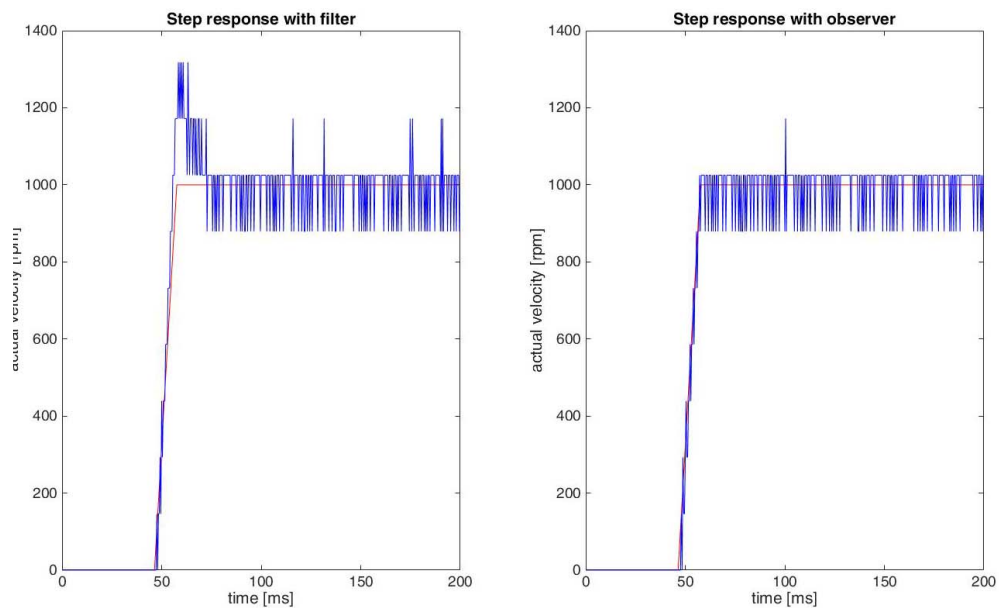 Step response with filter
1400
1200
1000
800
600
400
200
0
actual velocity [rpm]
0 50 100 150 200
time [ms]
Step response with observer
1400
1200
1000
800
600
400
200
0
actual velocity [rpm]
0 50 100 150 200
time [ms]